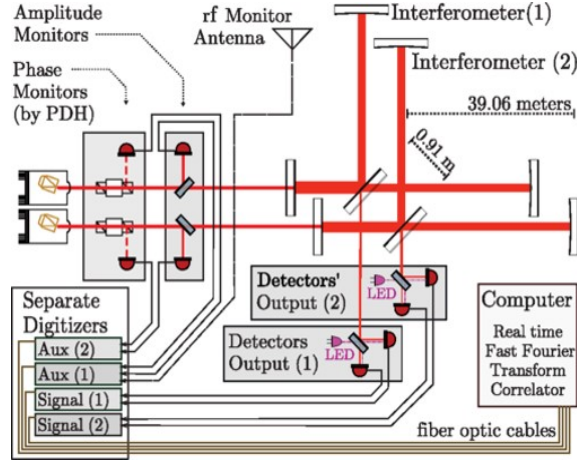 Amplitude
Monitors
rf Monitor
Antenna
Interferometer(1)
Interferometer (2)
Phase
Monitors
(by PDH)
39.06 meters
0.91 m
Detectors'
Output (2)
LED
Detectors
Output (1)
LED
Separate
Digitizers
Aux (2)
Aux (1)
Signal (1)
Signal (2)
Computer
Real time
Fast Fourier
Transform
Correlator
fiber optic cables